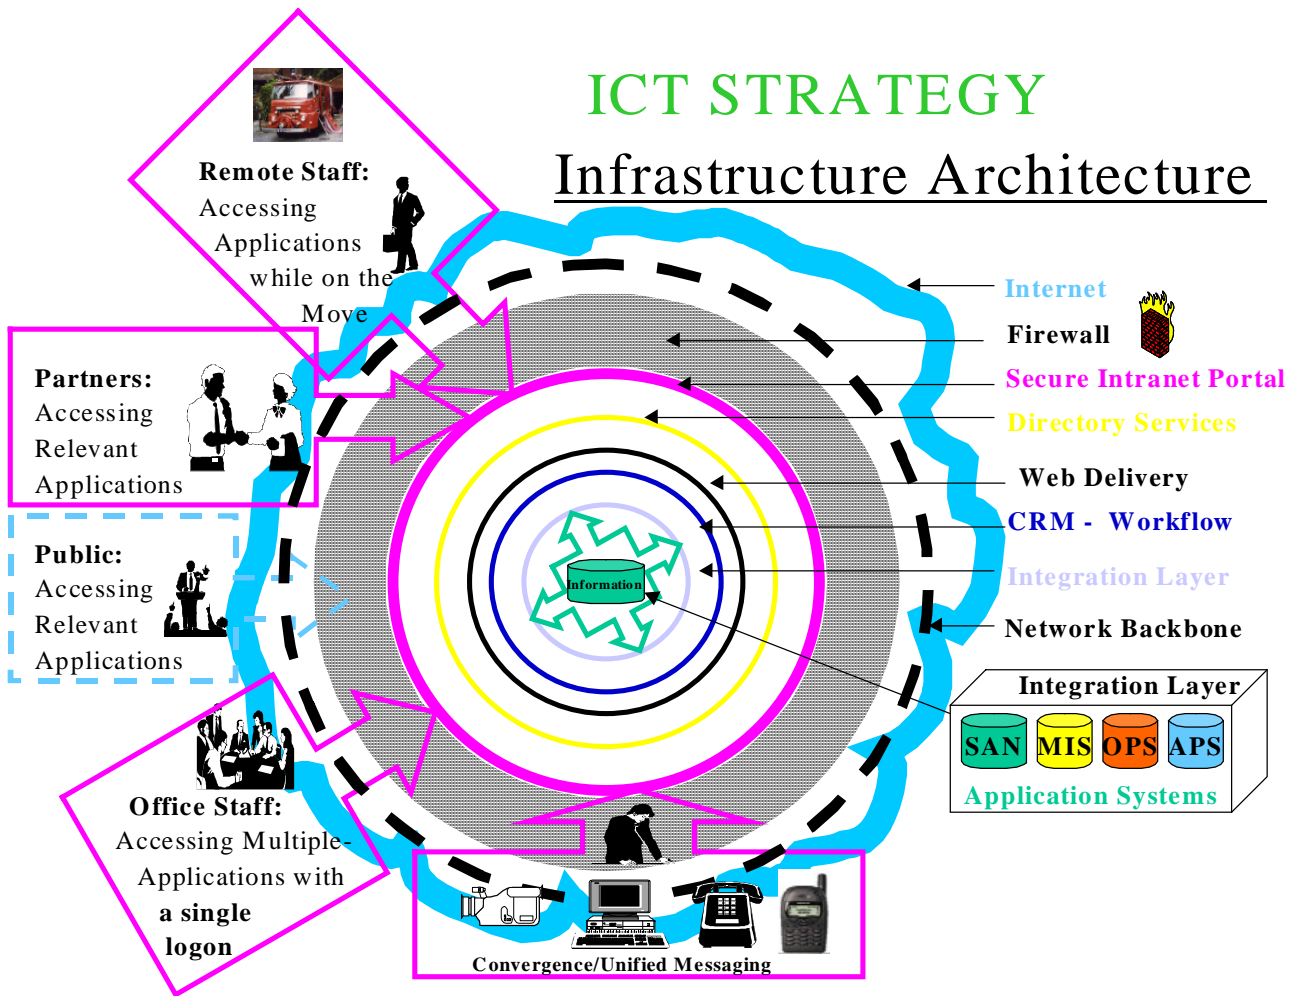 ICT STRATEGY
Infrastructure Architecture
Remote Staff:
Accessing
Applications
while on the
Move
Partners:
Accessing
Relevant
Applications
Public:
Accessing
Relevant
Applications
Office Staff:
Accessing Multiple-
Applications with
a single
logon
Convergence/Unified Messaging
Information
Internet
Firewall
Secure Intranet Portal
Directory Services
Web Delivery
CRM - Workflow
Integration Layer
Network Backbone
Integration Layer
SAN MIS OPS APS
Application Systems